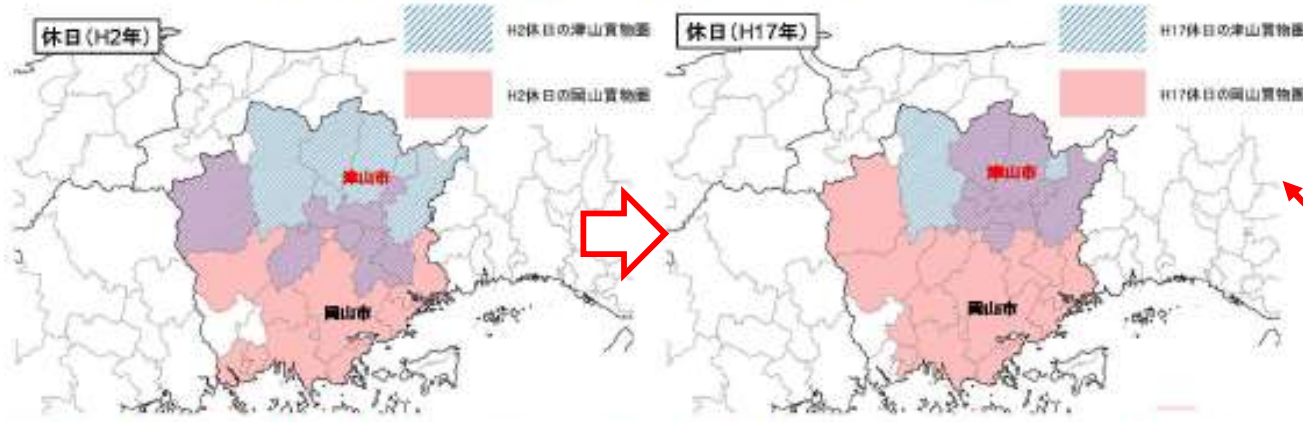 休日(H2年)
H2休日の津山買物圏
H2休日の岡山買物圏
津山市
岡山市
休日(H17年)
H17休日の津山買物圏
H17休日の岡山買物圏
津山市
岡山市